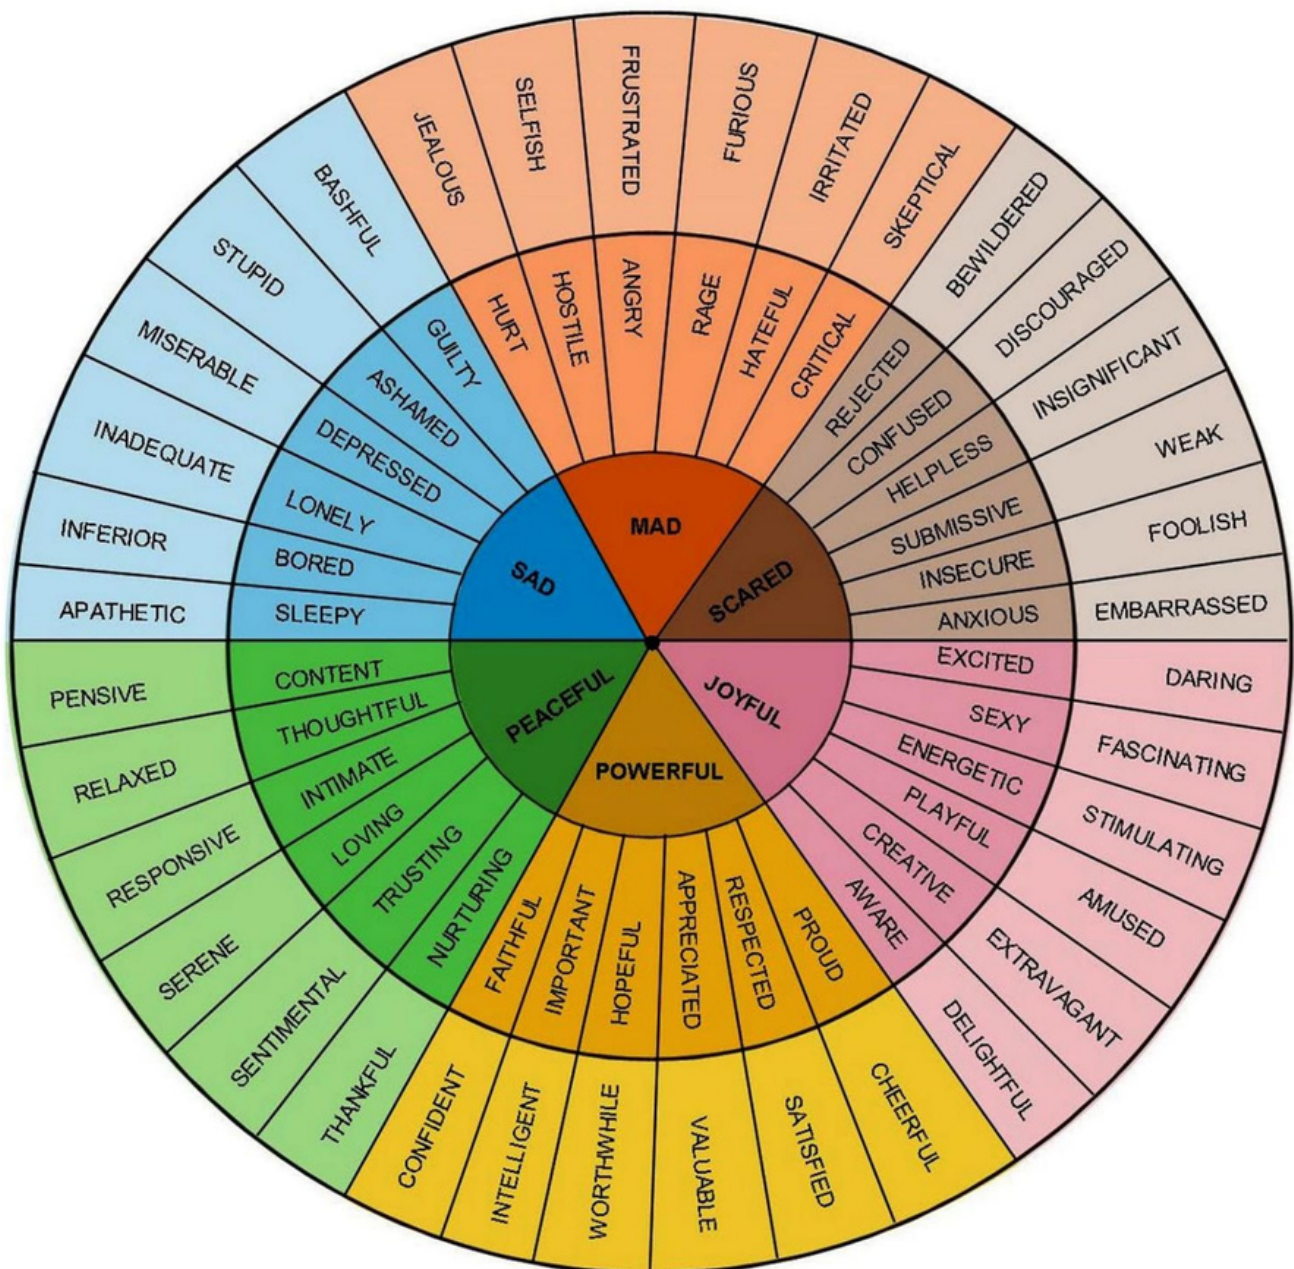 MAD
HURT
HOSTILE
ANGRY
RAGE
HATEFUL
CRITICAL
JEALOUS
SELFISH
FRUSTRATED
FURIOUS
IRRITATED
SKEPTICAL
SCARED
REJECTED
CONFUSED
HELPLESS
SUBMISSIVE
INSECURE
ANXIOUS
BEWILDERED
DISCOURAGED
INSIGNIFICANT
WEAK
FOOLISH
EMBARRASSED
JOYFUL
EXCITED
SEXY
ENERGETIC
PLAYFUL
CREATIVE
AWARE
DARING
FASCINATING
STIMULATING
AMUSED
EXTRAVAGANT
DELIGHTFUL
POWERFUL
PROUD
RESPECTED
APPRECIATED
HOPEFUL
IMPORTANT
FAITHFUL
CHEERFUL
SATISFIED
VALUABLE
WORTHWHILE
INTELLIGENT
CONFIDENT
PEACEFUL
NURTURING
TRUSTING
LOVING
INTIMATE
THOUGHTFUL
CONTENT
THANKFUL
SENTIMENTAL
SERENE
RESPONSIVE
RELAXED
PENSIVE
SAD
SLEEPY
BORED
LONELY
DEPRESSED
ASHAMED
GUILTY
APATHETIC
INFERIOR
INADEQUATE
MISERABLE
STUPID
BASHFUL